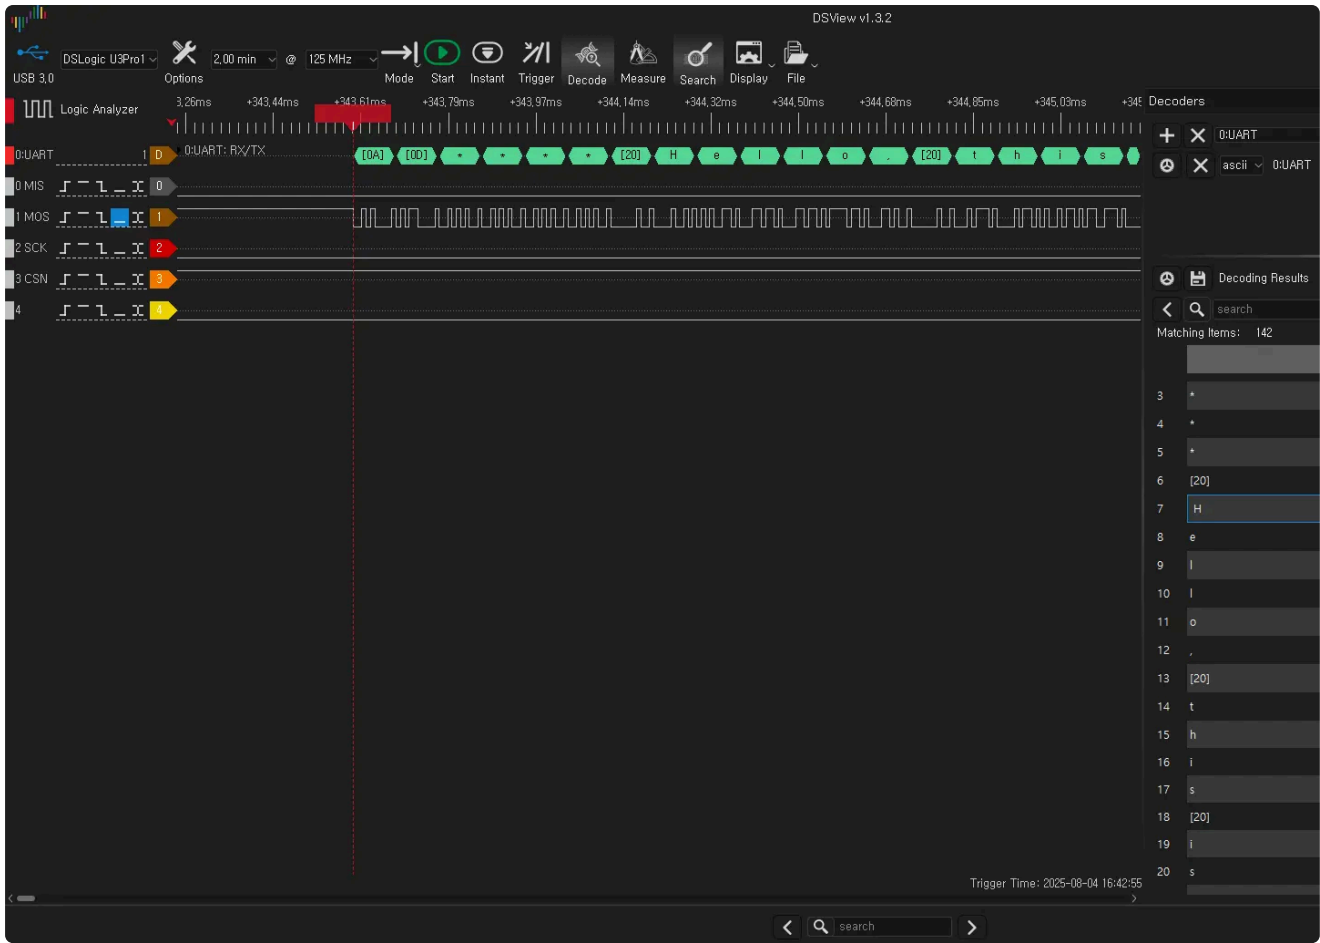 DSView v1.3.2
USB 3.0 DSLogic U3Pro1 Options 2.00 min @ 125 MHz Mode Start Instant Trigger Decode Measure Search Display File
Logic Analyzer 3.26ms +343.44ms +343.61ms +343.79ms +343.97ms +344.14ms +344.32ms +344.50ms +344.68ms +344.85ms +345.03ms +345 Decoders
0:UART
0:UART 1 D 0:UART: RX/TX [0A] [0D] * * * * [20] H e l l o , [20] t h i s
ascii 0:UART
0 MIS 0
1 MOS 1
2 SCK 2
3 CSN 3
4 4
Decoding Results
search
Matching Items: 142
3 *
4 *
5 *
6 [20]
7 H
8 e
9 l
10 l
11 o
12 ,
13 [20]
14 t
15 h
16 i
17 s
18 [20]
19 i
20 s
Trigger Time: 2025-08-04 16:42:55
search